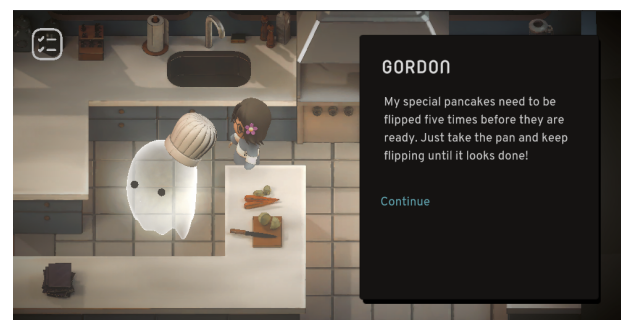 GORDON
My special pancakes need to be
flipped five times before they are
ready. Just take the pan and keep
flipping until it looks done!
Continue